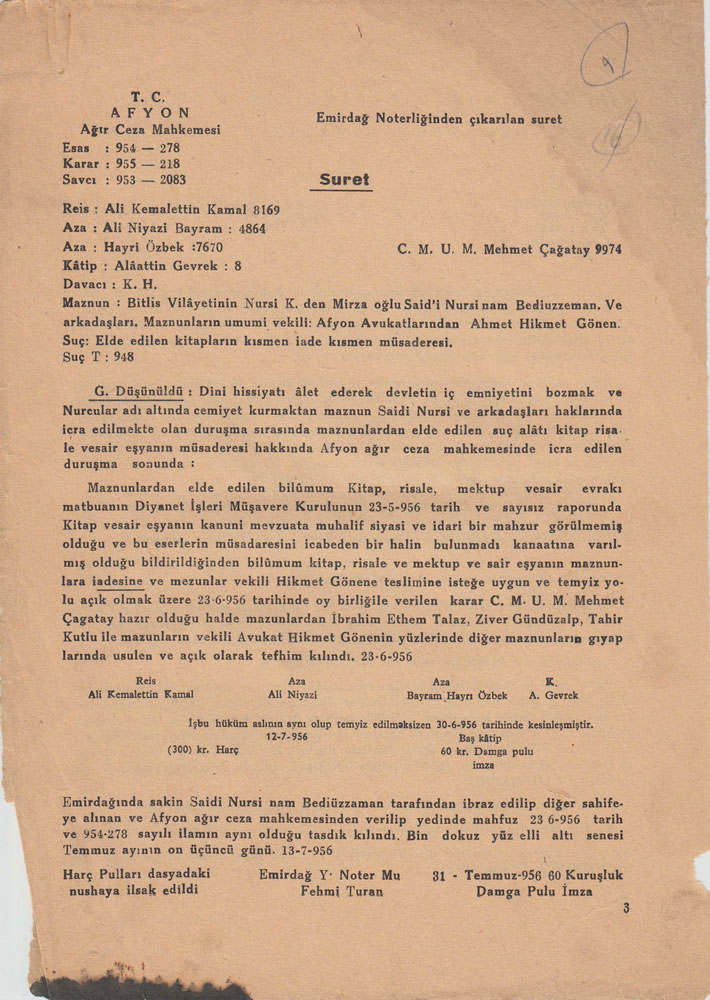 9
T. C.
AFYON
Ağır Ceza Mahkemesi
Emirdağ Noterliğinden çıkarılan suret
Esas : 954 — 278
Karar : 955 — 218
Savcı : 953 — 2083
Suret
Reis : Ali Kemalettin Kamal 8169
Aza : Ali Niyazi Bayram : 4864
Aza : Hayri Özbek :7670
C. M. U. M. Mehmet Çağatay 9974
Kâtip : Alâattin Gevrek : 8
Davacı : K. H.
Maznun : Bitlis Vilâyetinin Nursi K. den Mirza oğlu Said'i Nursi nam Bediuzzeman. Ve
arkadaşları. Maznunların umumi vekili: Afyon Avukatlarından Ahmet Hikmet Gönen.
Suç: Elde edilen kitapların kısmen iade kısmen müsaderesi.
Suç T : 948
G. Düşünüldü : Dini hissiyatı âlet ederek devletin iç emniyetini bozmak ve
Nurcular adı altında cemiyet kurmaktan maznun Saidi Nursi ve arkadaşları haklarında
icra edilmekte olan duruşma sırasında maznunlardan elde edilen suç alâtı kitap risa-
le vesair eşyanın müsaderesi hakkında Afyon ağır ceza mahkemesinde icra edilen
duruşma sonunda :
Maznunlardan elde edilen bilûmum Kitap, risale, mektup vesair evrakı
matbuanın Diyanet İşleri Müşavere Kurulunun 23-5-956 tarih ve sayısız raporunda
Kitap vesair eşyanın kanuni mevzuata muhalif siyasi ve idari bir mahzur görülmemiş
olduğu ve bu eserlerin müsadaresini icabeden bir halin bulunmadı kanaatına varıl-
mış olduğu bildirildiğinden bilûmum kitap, risale ve mektup ve sair eşyanın maznun-
lara iadesine ve mezunlar vekili Hikmet Gönene teslimine isteğe uygun ve temyiz yo-
lu açık olmak üzere 23-6-956 tarihinde oy birliğile verilen karar C. M. U. M. Mehmet
Çagatay hazır olduğu halde mazunlardan İbrahim Ethem Talaz, Ziver Gündüzalp, Tahir
Kutlu ile mazunların vekili Avukat Hikmet Gönenin yüzlerinde diğer maznunların gıyap
larında usulen ve açık olarak tefhim kılındı. 23-6-956
Reis Aza Aza K.
Ali Kemalettin Kamal Ali Niyazi Bayram Hayrı Özbek A. Gevrek
İşbu hüküm aslının aynı olup temyiz edilmeksizen 30-6-956 tarihinde kesinleşmiştir.
12-7-956 Baş kâtip
(300) kr. Harç 60 kr. Damga pulu
imza
Emirdağında sakin Saidi Nursi nam Bediüzzaman tarafından ibraz edilip diğer sahife-
ye alınan ve Afyon ağır ceza mahkemesinden verilip yedinde mahfuz 23 6-956 tarih
ve 954-278 sayılı ilamın aynı olduğu tasdık kılındı. Bin dokuz yüz elli altı senesi
Temmuz ayının on üçüncü günü. 13-7-956
Harç Pulları dasyadaki Emirdağ Y· Noter Mu 31 - Temmuz-956 60 Kuruşluk
nushaya ilsak edildi Fehmi Turan Damga Pulu İmza
3